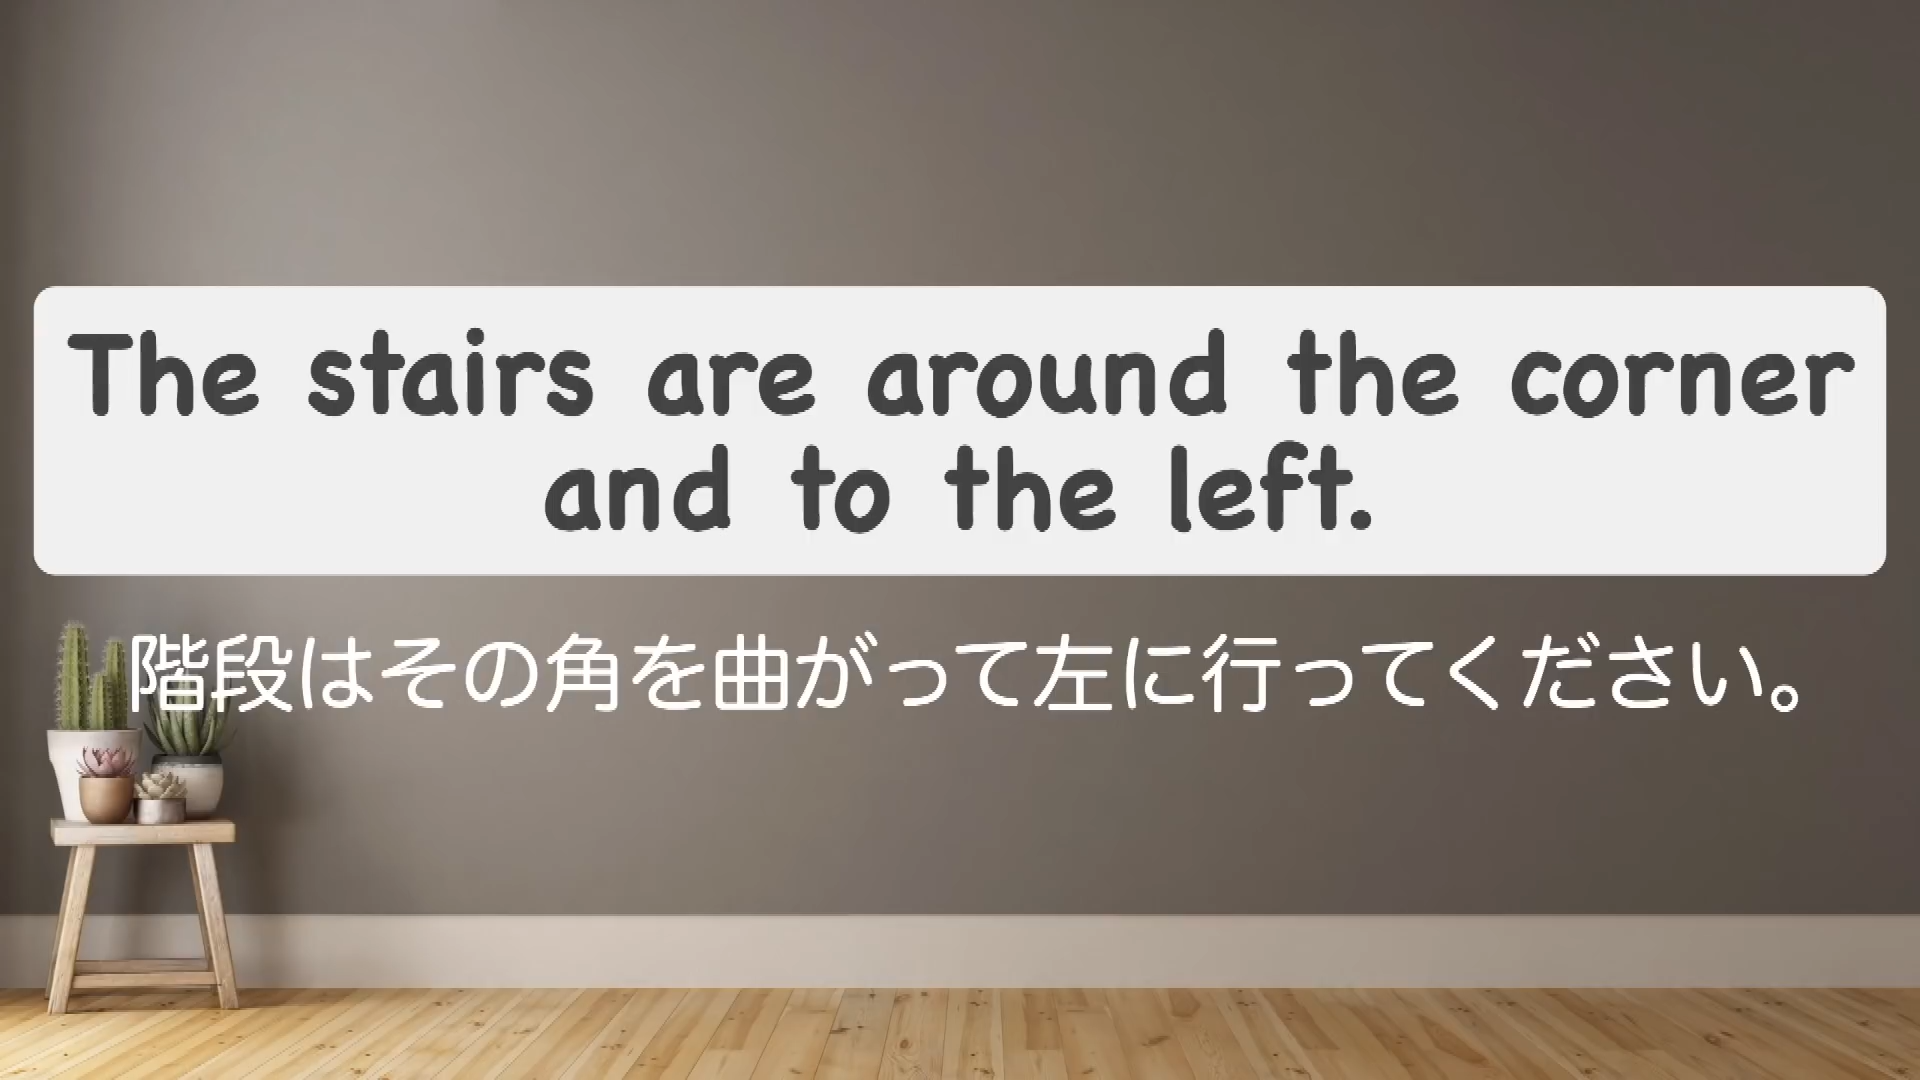 The stairs are around the corner
and to the left.
階段はその角を曲がって左に行ってください。